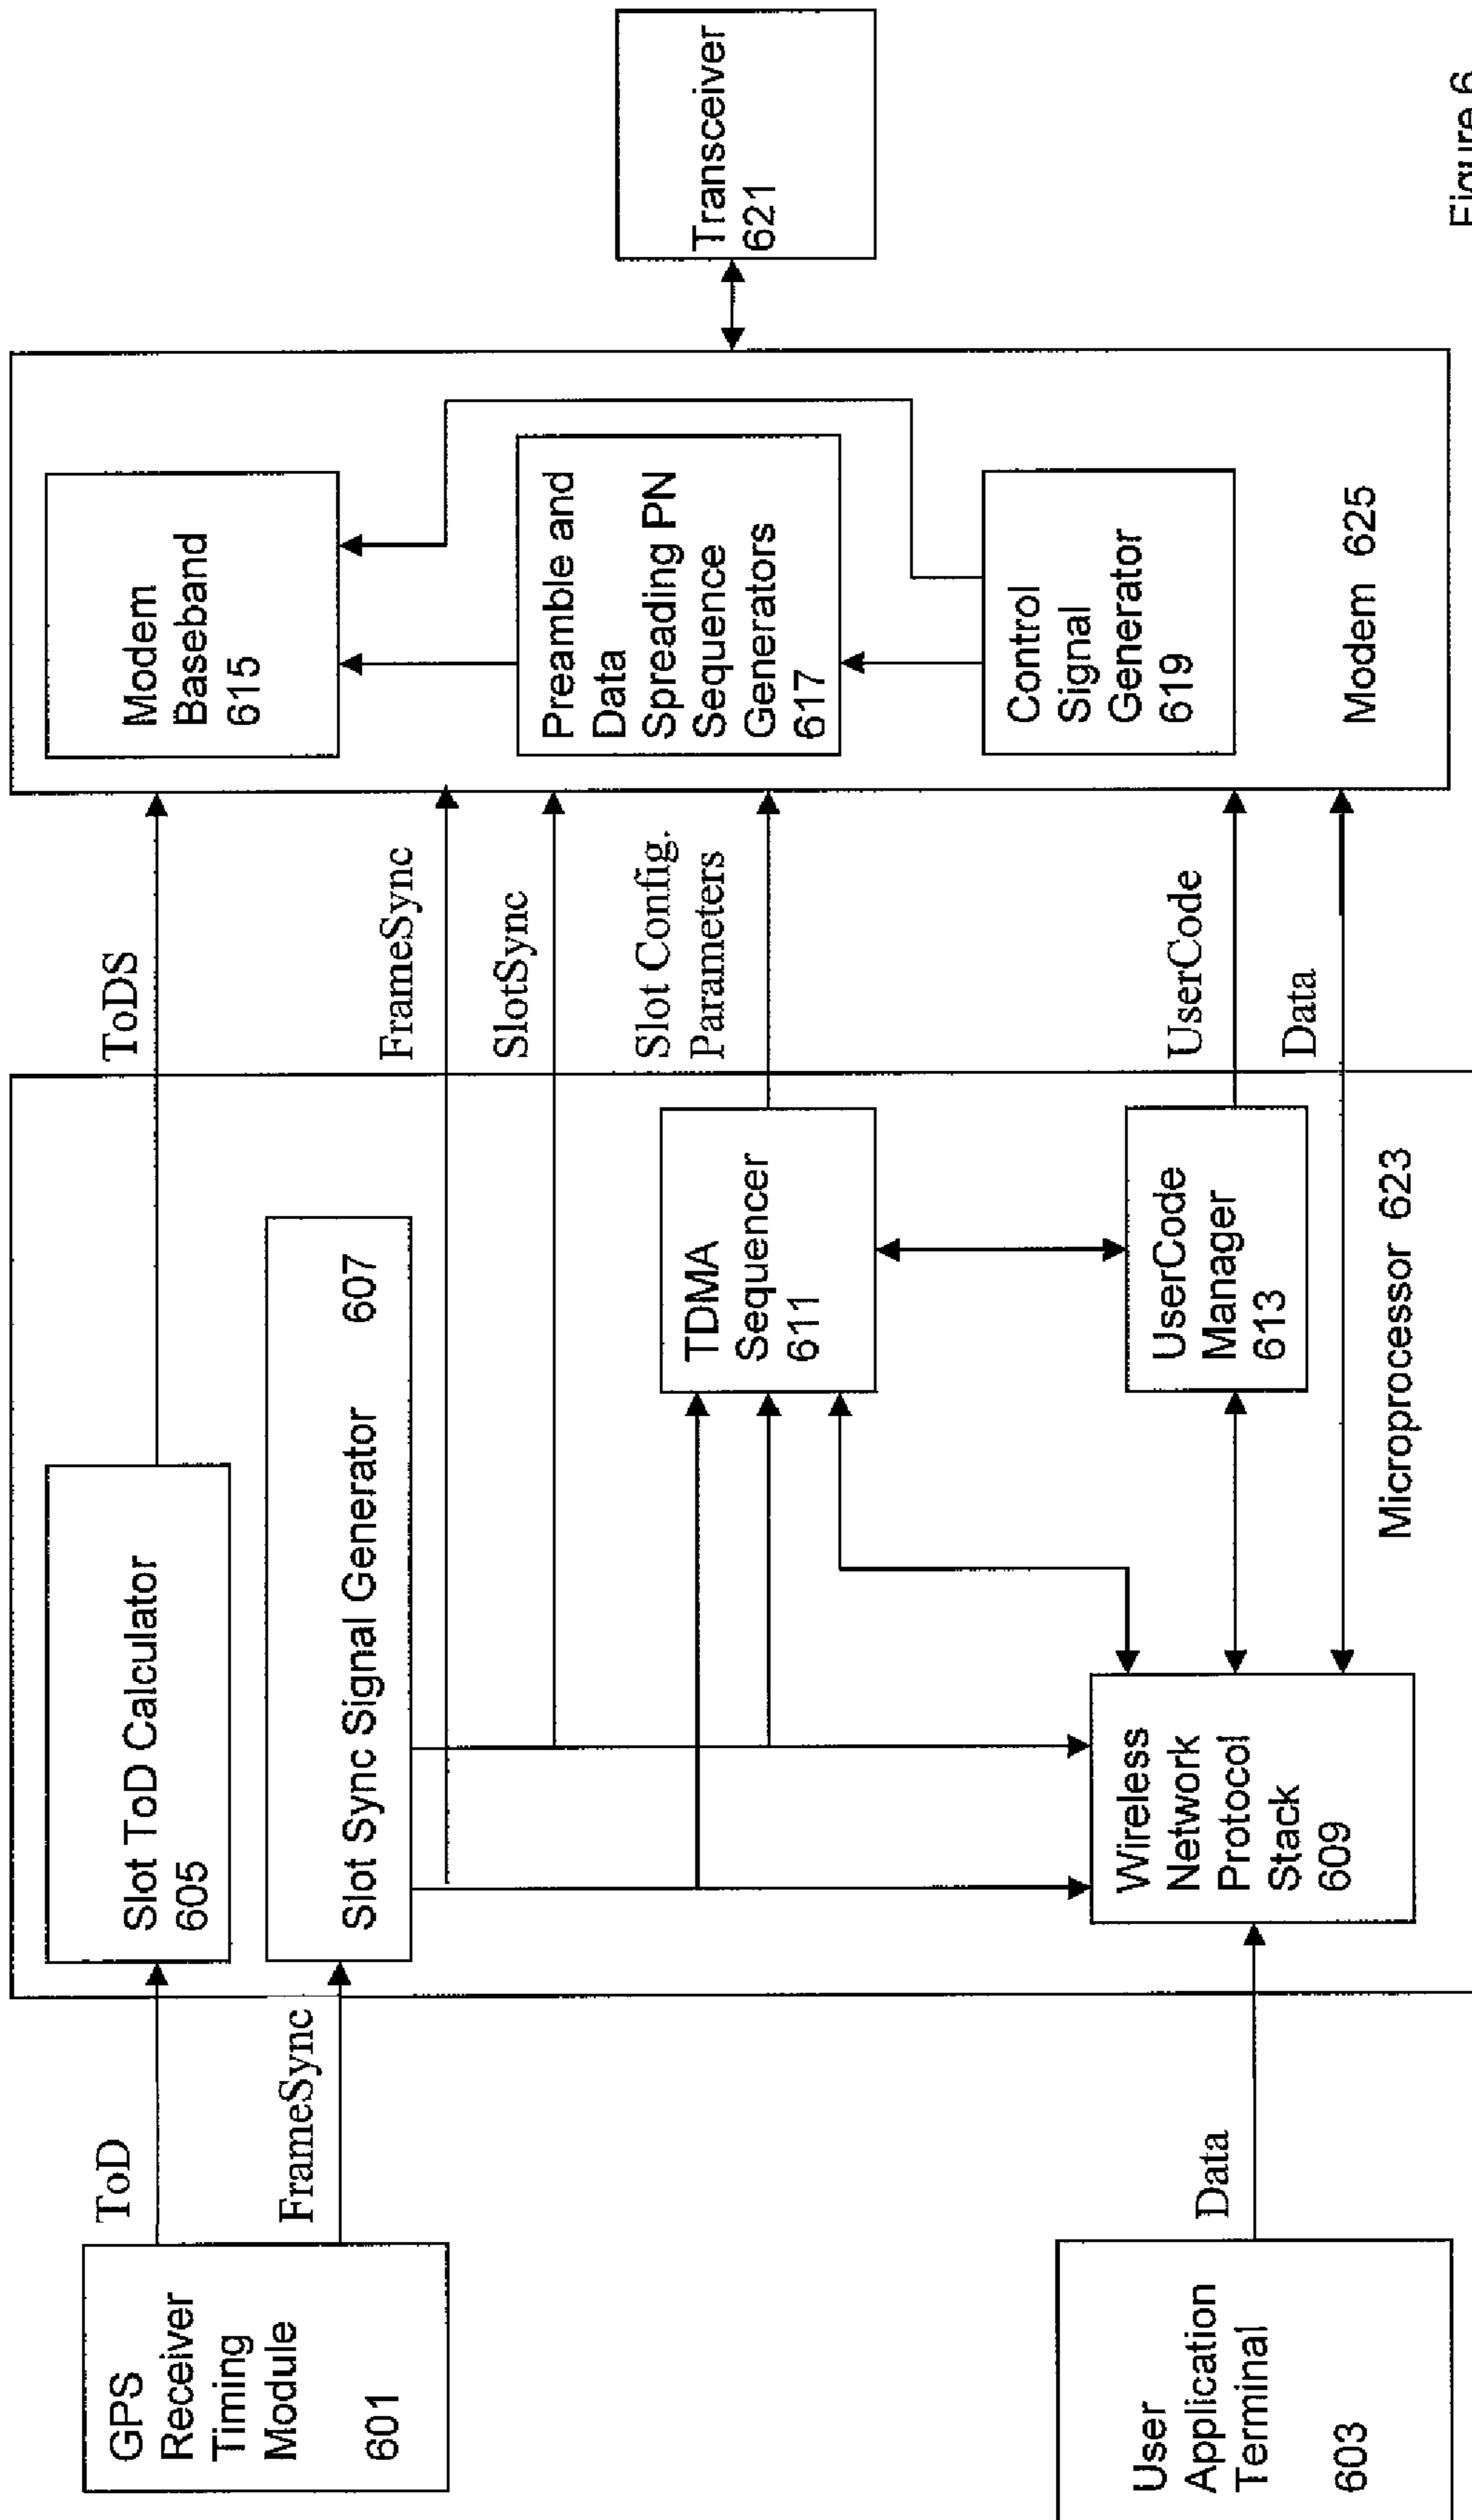 GPS
Receiver
Timing
Module
601
User
Application
Terminal
603
ToD
FrameSync
Data
Slot ToD Calculator
605
Slot Sync Signal Generator 607
Wireless
Network
Protocol
Stack
609
TDMA
Sequencer
611
UserCode
Manager
613
Microprocessor 623
ToDS
FrameSync
SlotSync
Slot Config.
Parameters
UserCode
Data
Modem
Baseband
615
Preamble and
Data
Spreading PN
Sequence
Generators
617
Control
Signal
Generator
619
Modem 625
Transceiver
621
Figure 6